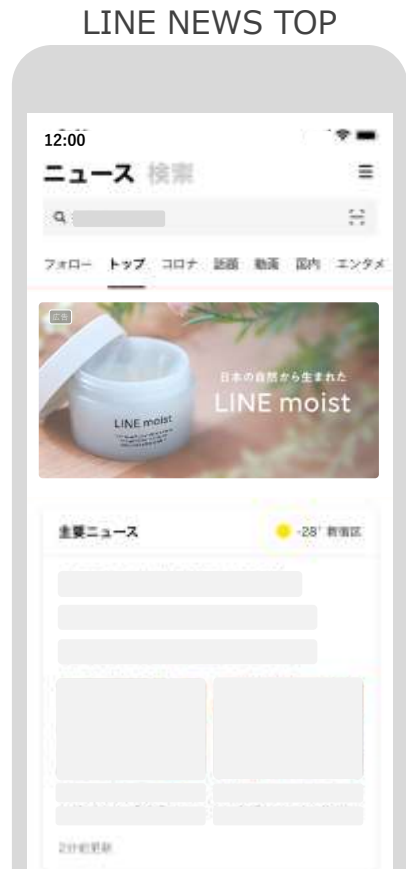 LINE NEWS TOP
12:00
ニュース 検索
フォロー トップ コロナ 話題 動画 国内 エンタメ
広告
日本の自然から生まれた
LINE moist
LINE moist
主要ニュース
-28° 新宿区
2分前更新